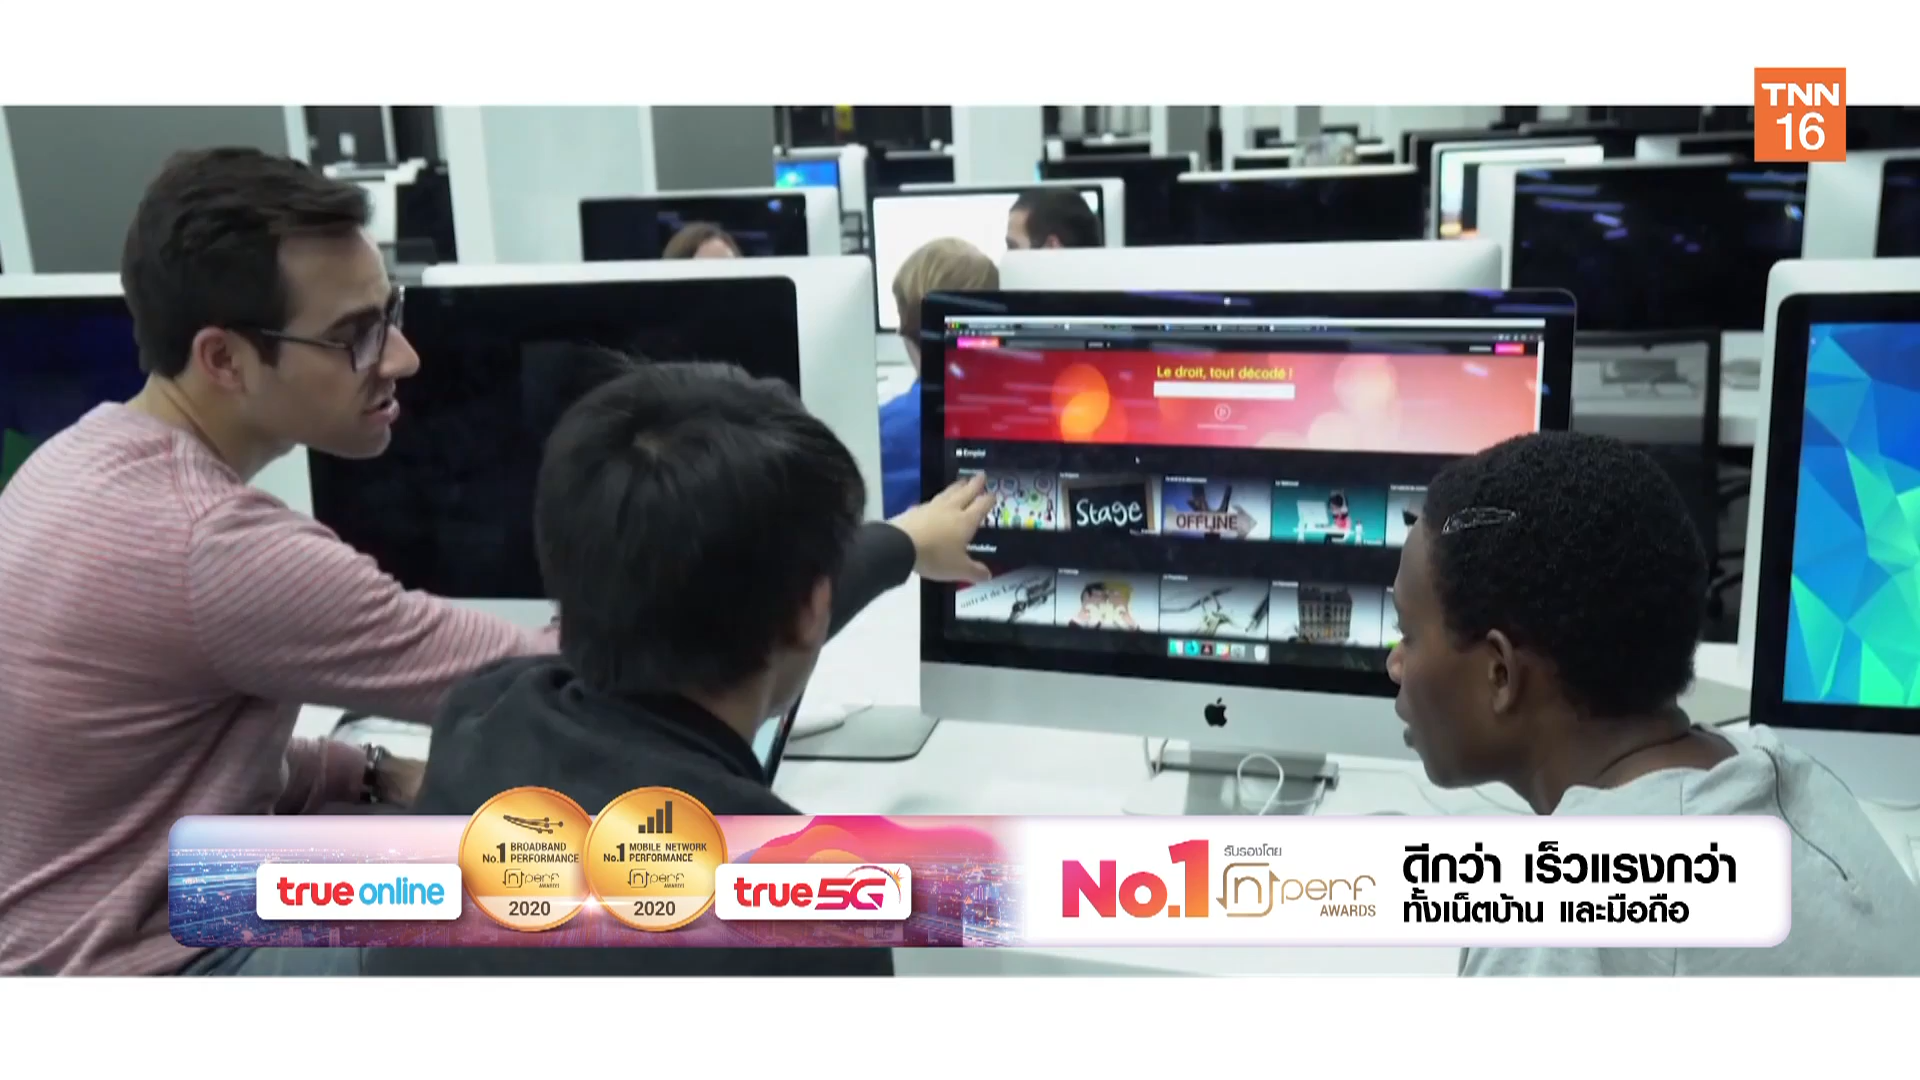 TNN
16
Le droit, tout décodé !
Emploi
Stage
OFFLINE
true online
No.1 BROADBAND PERFORMANCE
nperf
AWARDS
2020
No.1 MOBILE NETWORK PERFORMANCE
nperf
AWARDS
2020
true 5G
No.1
รับรองโดย
nperf
AWARDS
ดีกว่า เร็วแรงกว่า
ทั้งเน็ตบ้าน และมือถือ